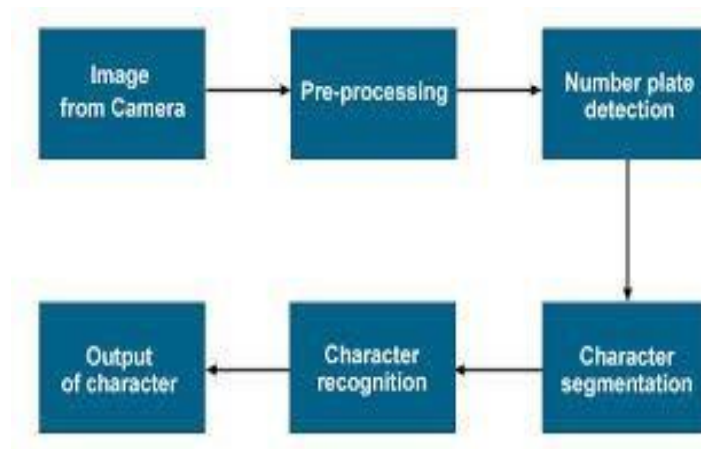 Image
from Camera
Pre-processing
Number plate
detection
Character
segmentation
Character
recognition
Output
of character